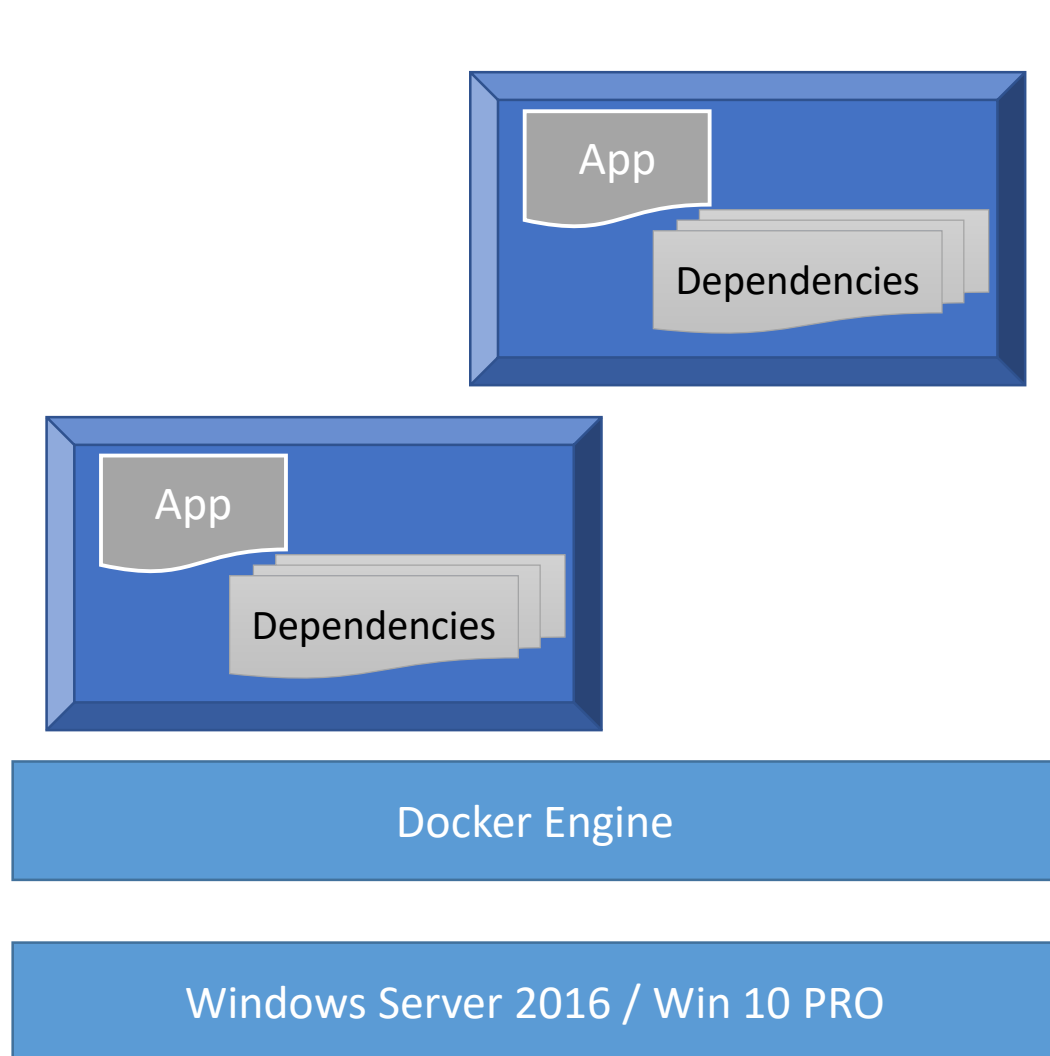 App
Dependencies
App
Dependencies
Docker Engine
Windows Server 2016 / Win 10 PRO